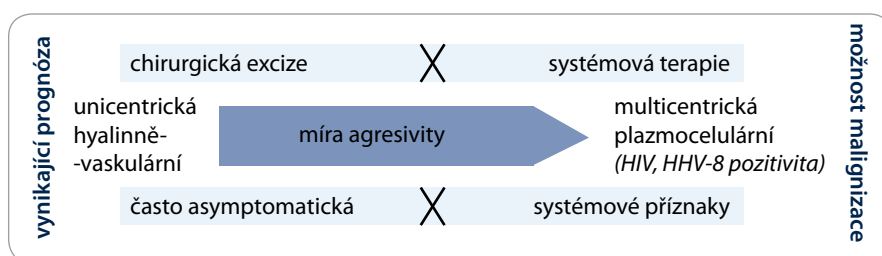 vynikající prognóza
chirurgická excize
systémová terapie
unicentrická
hyalinně-
-vaskulární
míra agresivity
multicentrická
plazmocelulární
(HIV, HHV-8 pozitivita)
často asymptomatická
systémové příznaky
možnost malignizace